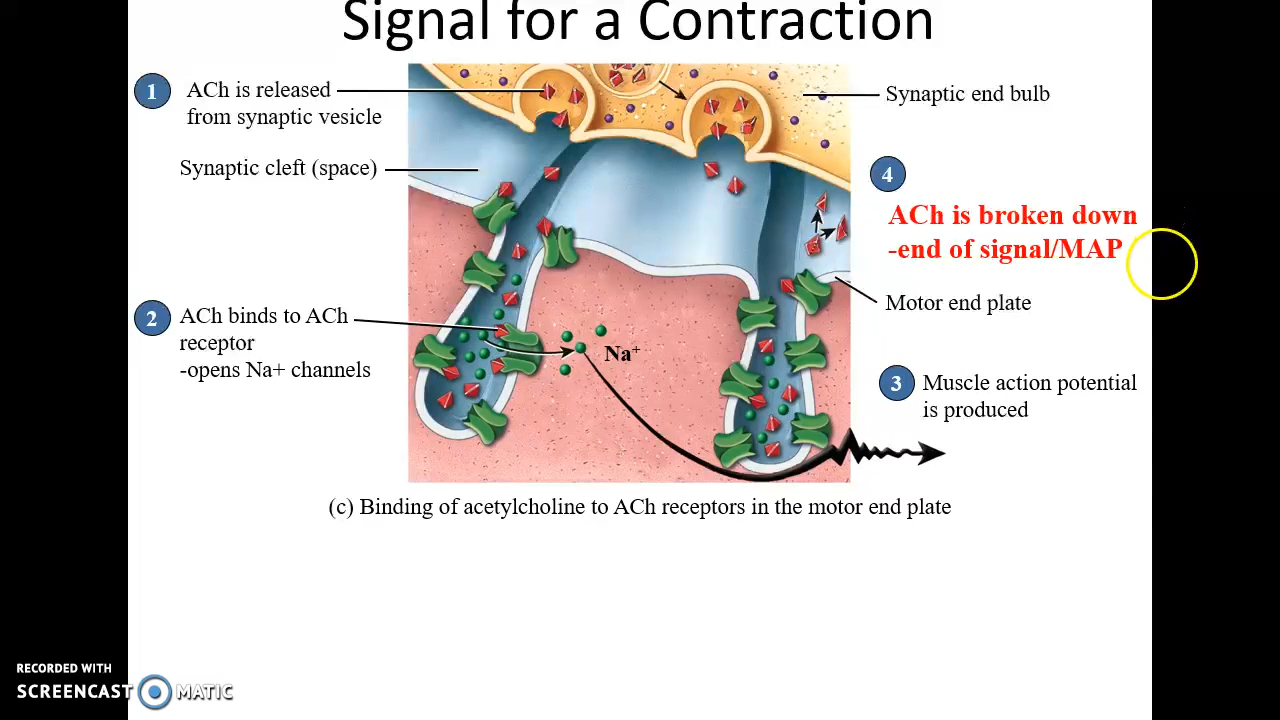 Signal for a Contraction
1
ACh is released
from synaptic vesicle
Synaptic cleft (space)
2
ACh binds to ACh
receptor
-opens Na+ channels
Na+
Synaptic end bulb
4
ACh is broken down
-end of signal/MAP
Motor end plate
3
Muscle action potential
is produced
(c) Binding of acetylcholine to ACh receptors in the motor end plate
RECORDED WITH
SCREENCAST MATIC